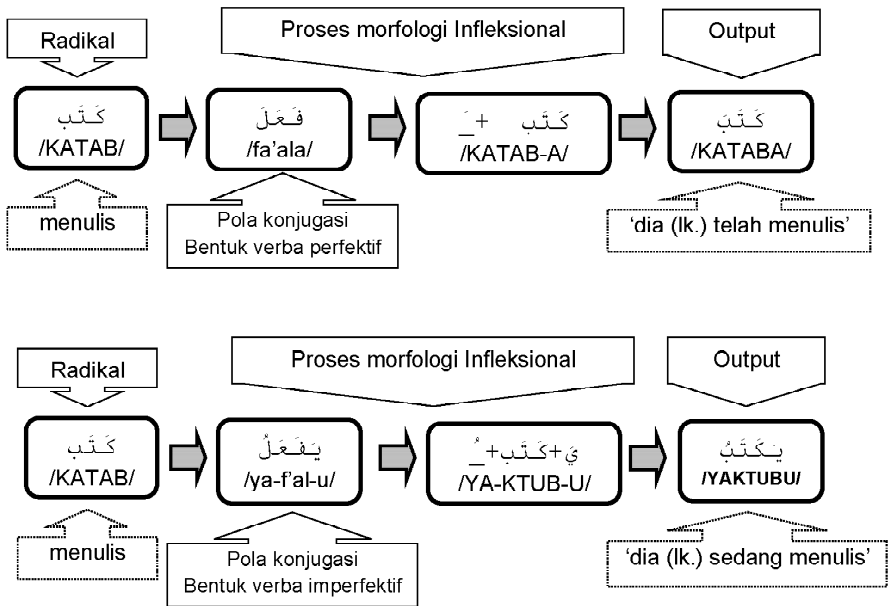 Radikal
Proses morfologi Infleksional
Output
كَتَب
/KATAB/
فَعَلَ
/fa'ala/
كَتَب + ـَ
/KATAB-A/
كَتَبَ
/KATABA/
menulis
Pola konjugasi
Bentuk verba perfektif
‘dia (lk.) telah menulis’
Radikal
Proses morfologi Infleksional
Output
كَتَب
/KATAB/
يَفْعَلُ
/ya-f'al-u/
يَ+كَتَب+ـُ
/YA-KTUB-U/
يَكتَبُ
/YAKTUBU/
menulis
Pola konjugasi
Bentuk verba imperfektif
‘dia (lk.) sedang menulis’